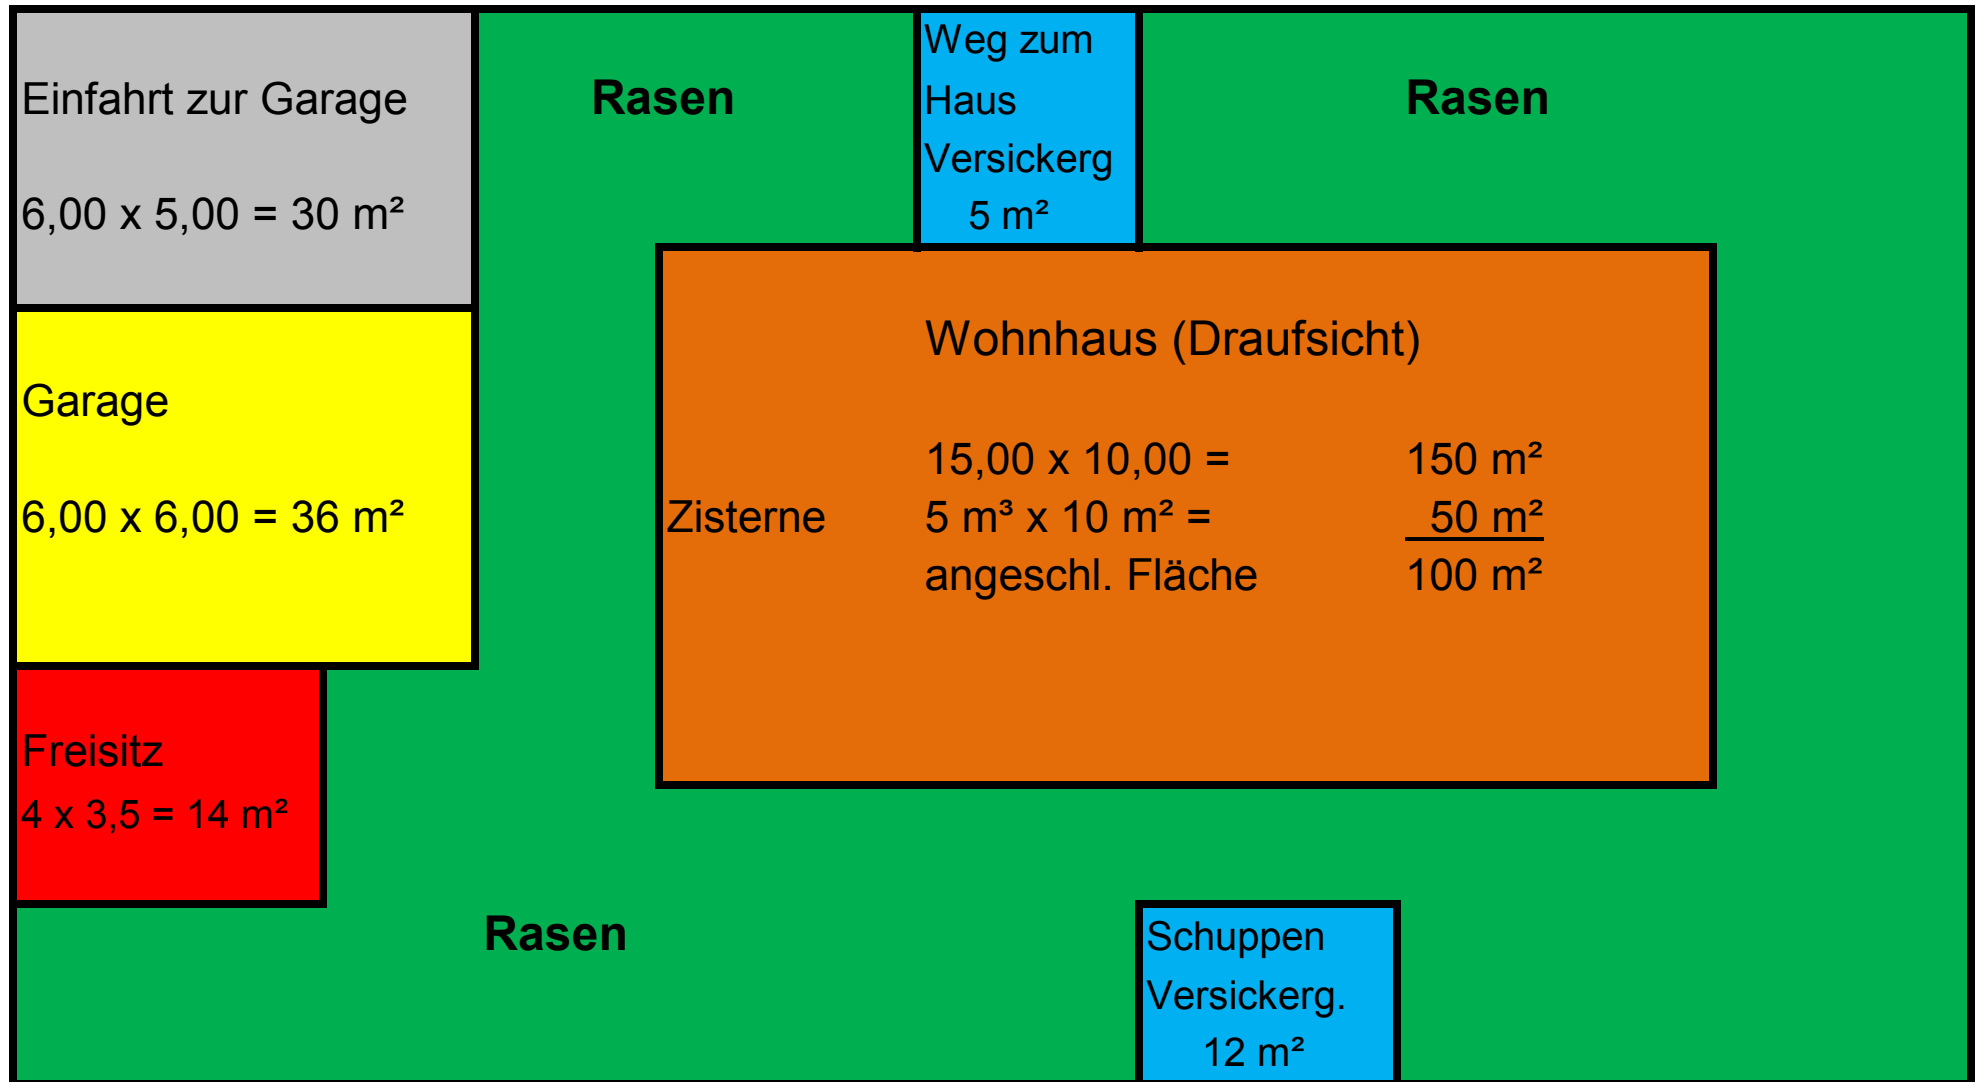 Einfahrt zur Garage
6,00 x 5,00 = 30 m²
Rasen
Weg zum
Haus
Versickerg
5 m²
Rasen
Garage
6,00 x 6,00 = 36 m²
Wohnhaus (Draufsicht)
15,00 x 10,00 = 150 m²
Zisterne 5 m³ x 10 m² = 50 m²
angeschl. Fläche 100 m²
Freisitz
4 x 3,5 = 14 m²
Rasen
Schuppen
Versickerg.
12 m²